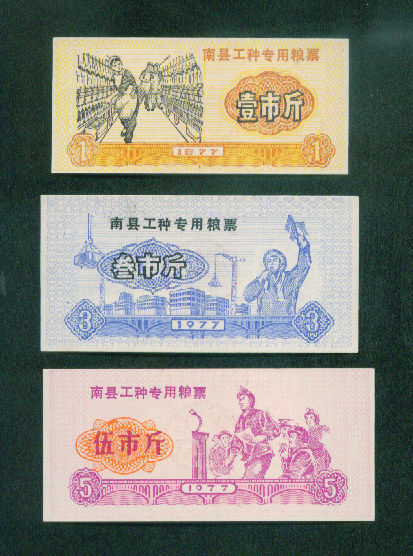 南县工种专用粮票
壹市斤
1 1977 1
南县工种专用粮票
叁市斤
3 1977 3
南县工种专用粮票
伍市斤
5 1977 5